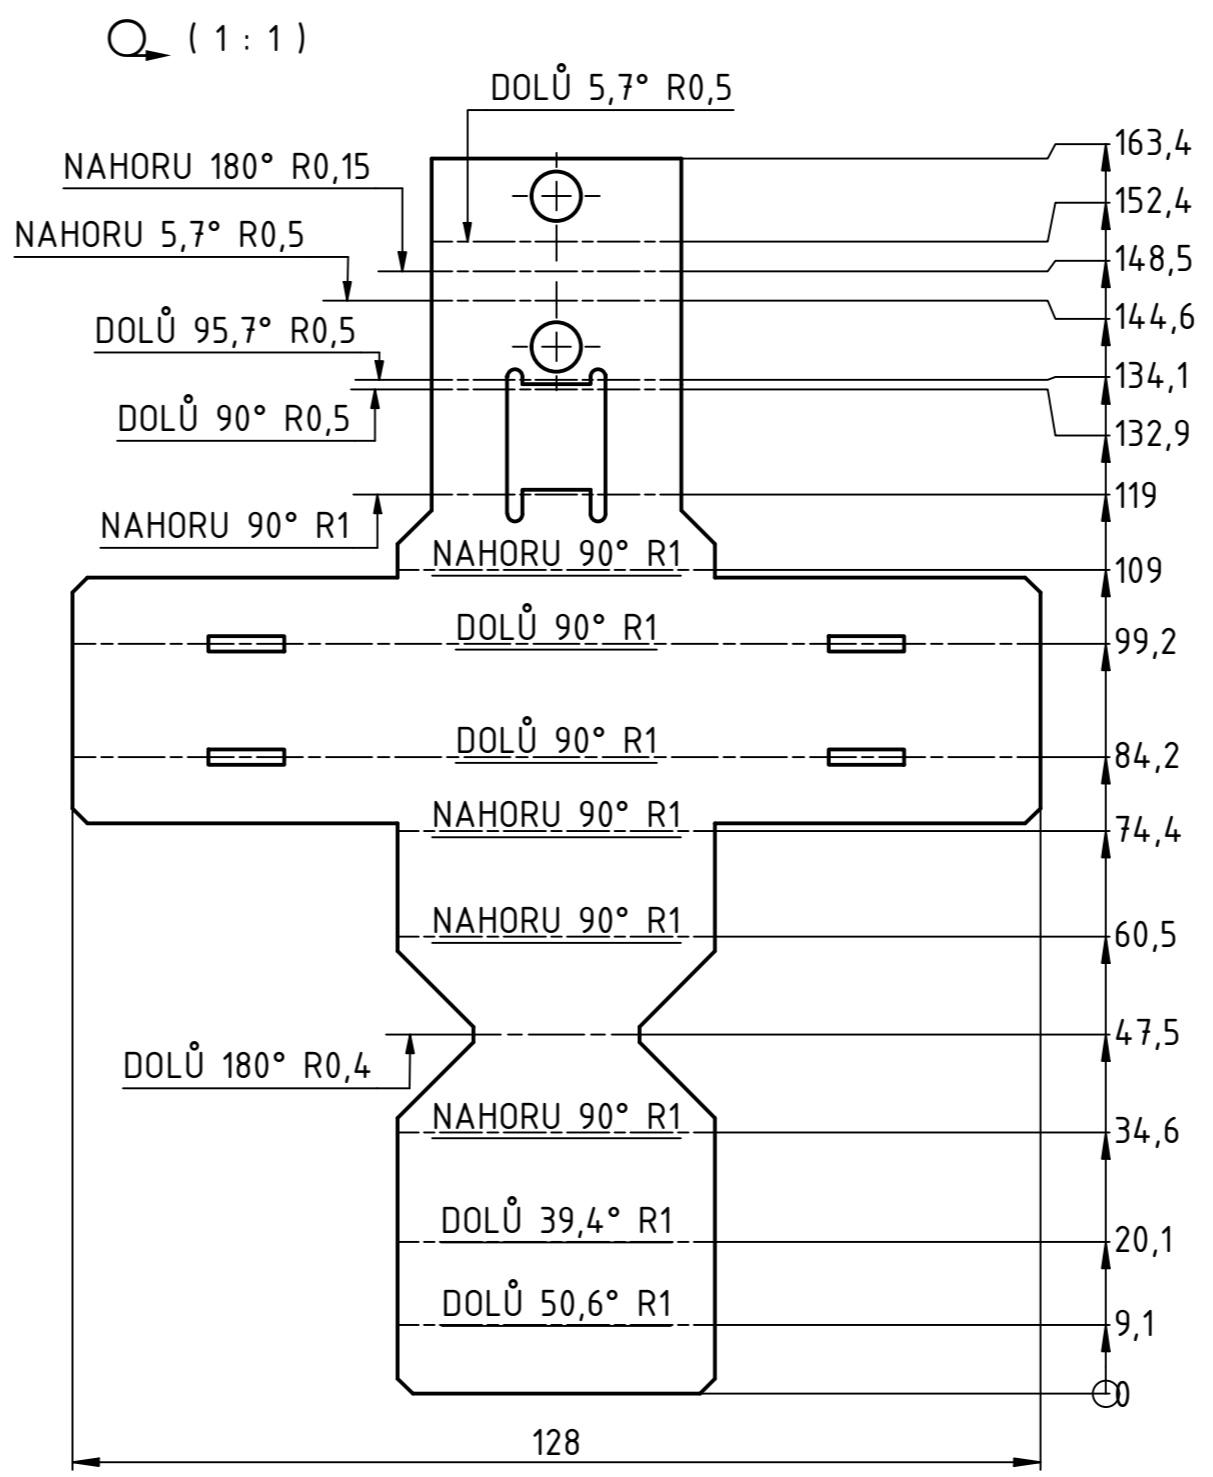 ( 1 : 1 )
DOLŮ 5,7° R0,5
163,4
NAHORU 180° R0,15
152,4
NAHORU 5,7° R0,5
148,5
144,6
DOLŮ 95,7° R0,5
134,1
DOLŮ 90° R0,5
132,9
119
NAHORU 90° R1
NAHORU 90° R1
109
DOLŮ 90° R1
99,2
DOLŮ 90° R1
84,2
NAHORU 90° R1
74,4
NAHORU 90° R1
60,5
47,5
DOLŮ 180° R0,4
NAHORU 90° R1
34,6
DOLŮ 39,4° R1
20,1
DOLŮ 50,6° R1
9,1
0
128